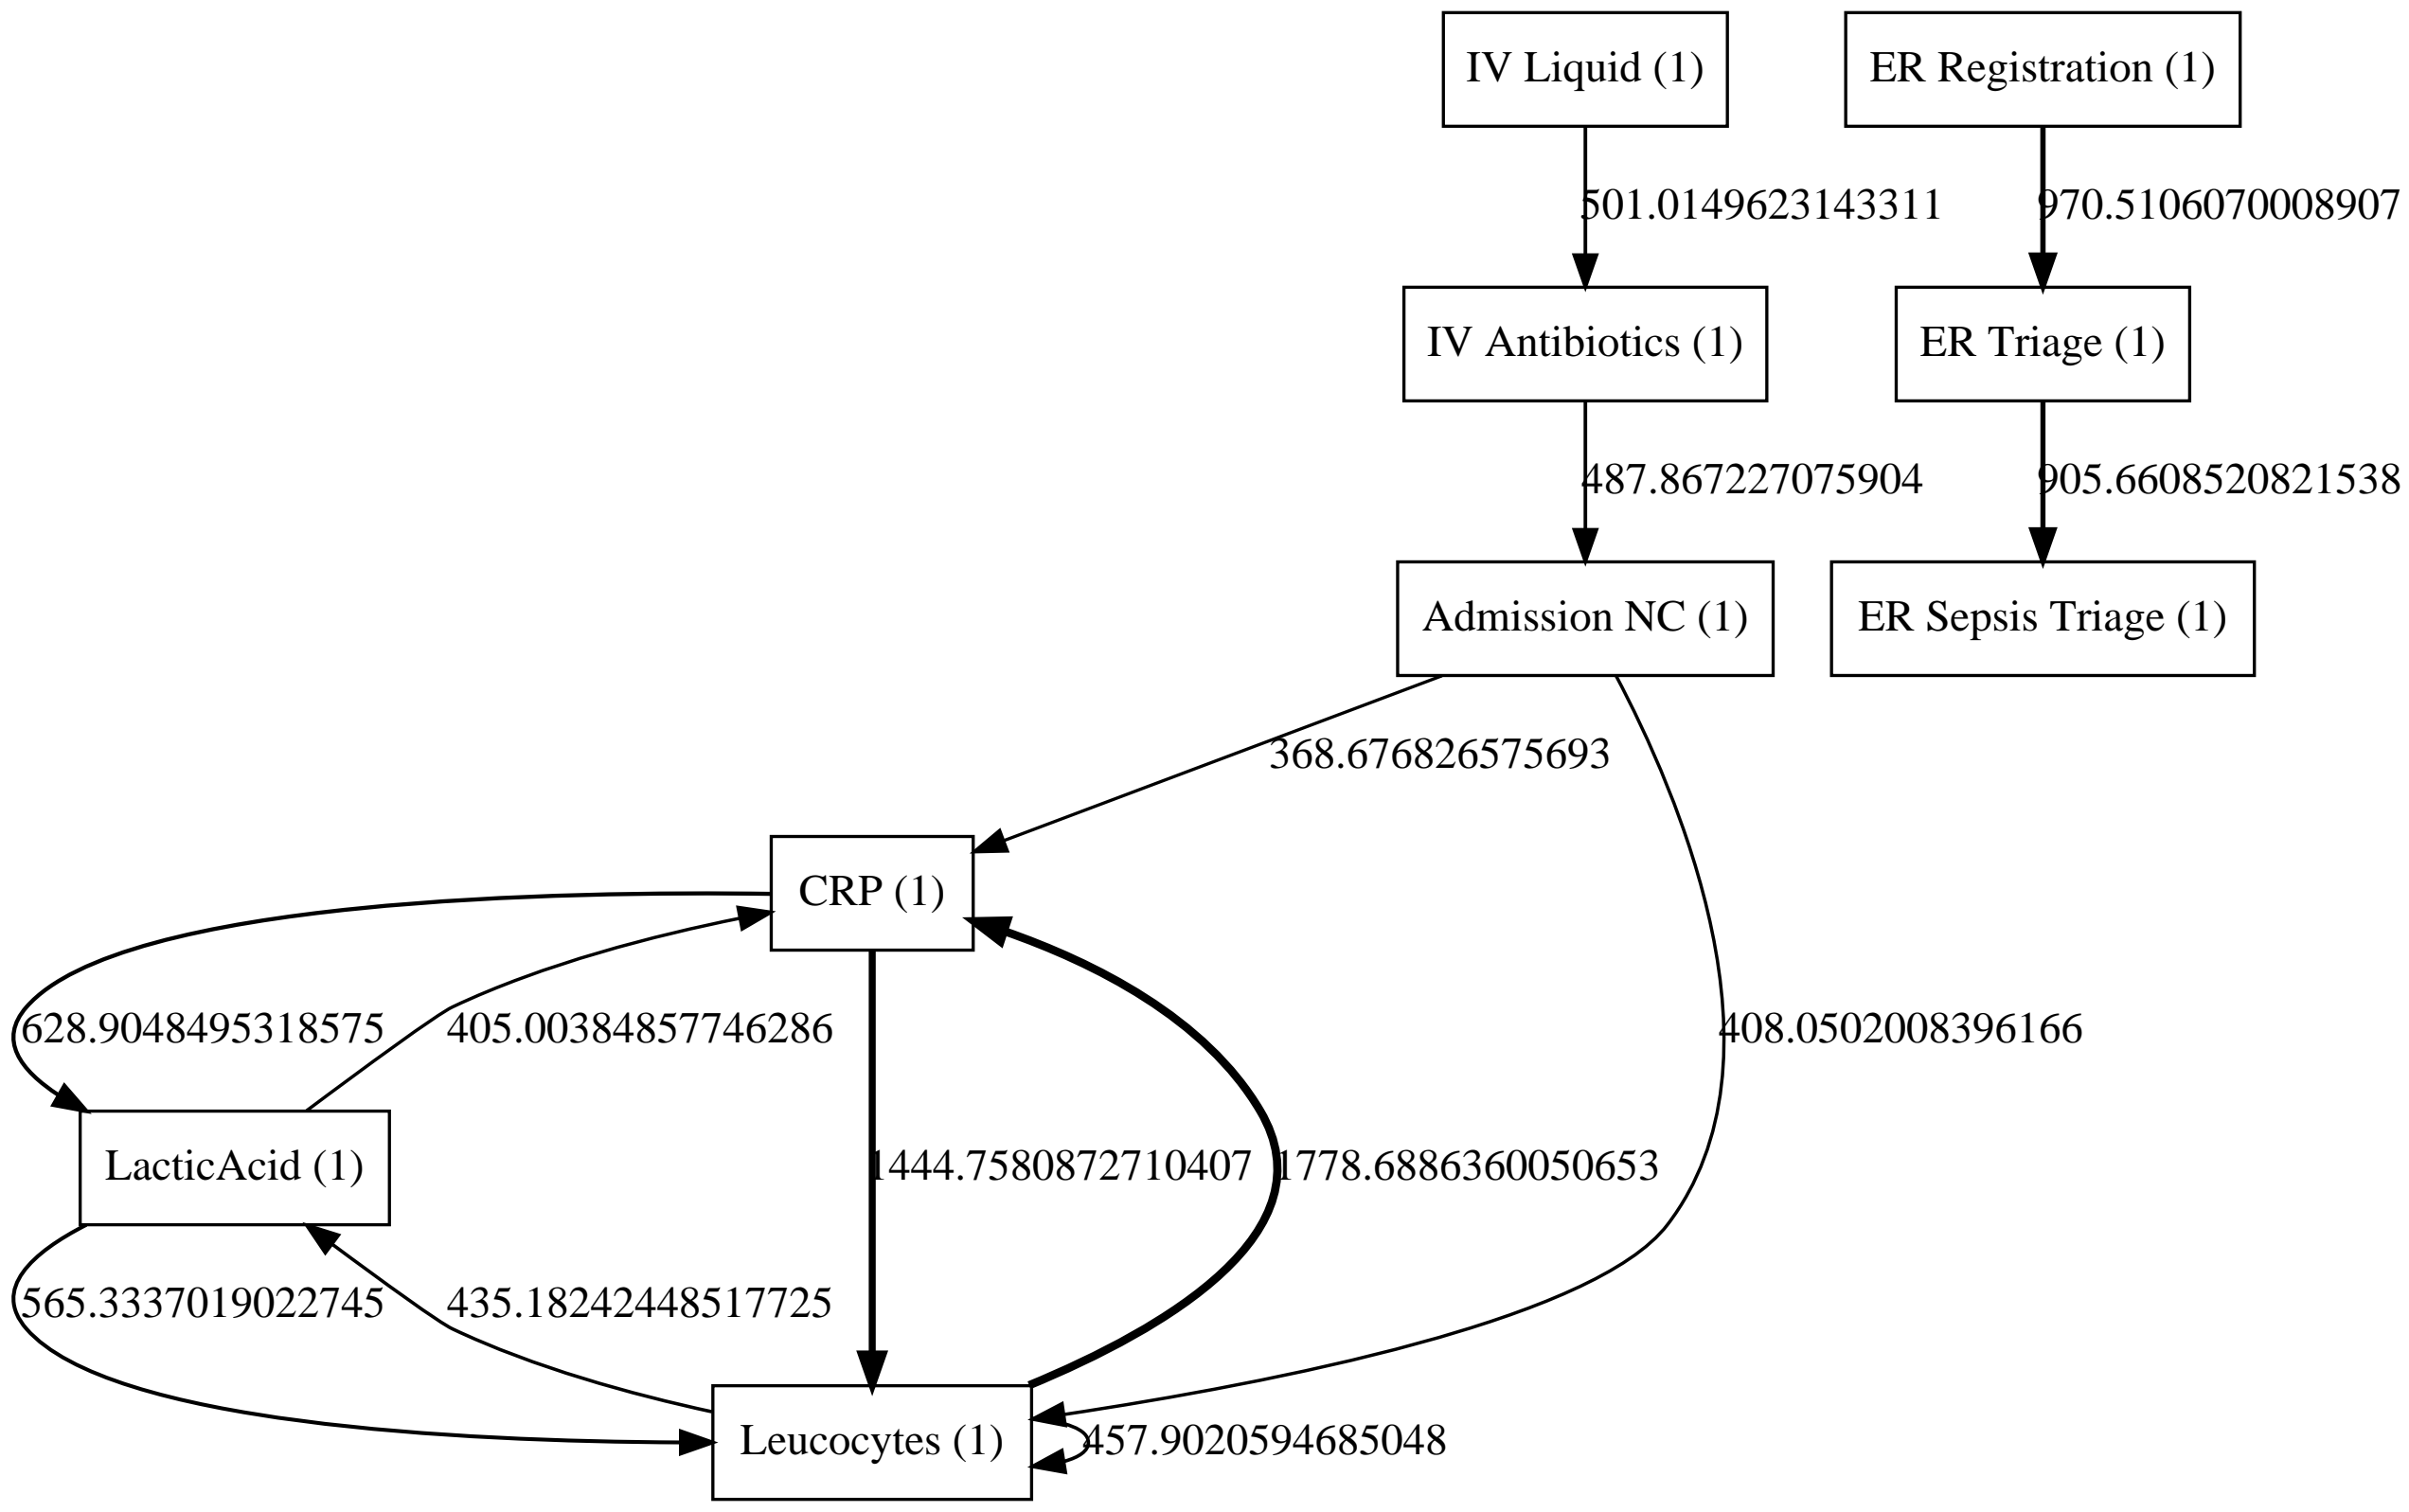 IV Liquid (1)
ER Registration (1)
501.0149623143311
970.5106070008907
IV Antibiotics (1)
ER Triage (1)
487.867227075904
905.6608520821538
Admission NC (1)
ER Sepsis Triage (1)
368.676826575693
CRP (1)
628.9048495318575
405.00384857746286
408.0502008396166
LacticAcid (1)
1444.7580872710407
1778.6886360050653
565.3337019022745
435.18242448517725
Leucocytes (1)
457.9020594685048